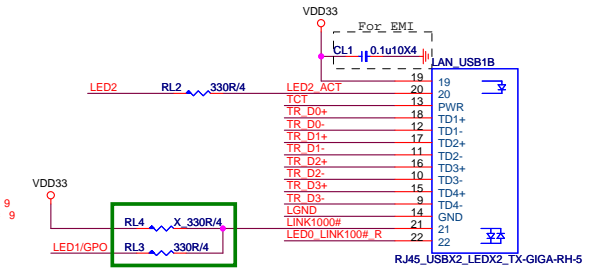 VDD33
For EMI
CL1 0.1u10X4
LAN_USB1B
19 19
LED2 RL2 330R/4 LED2_ACT 20 20
TCT 13 PWR
TR_D0+ 18 TD1+
TR_D0- 12 TD1-
TR_D1+ 17 TD2+
TR_D1- 11 TD2-
TR_D2+ 16 TD3+
TR_D2- 10 TD3-
TR_D3+ 15 TD4+
TR_D3- 9 TD4-
LGND 14 GND
LINK1000# 21 21
LED0_LINK100#_R 22 22
RJ45_USBX2_LEDX2_TX-GIGA-RH-5
VDD33
9
9
RL4 X_330R/4
LED1/GPO RL3 330R/4